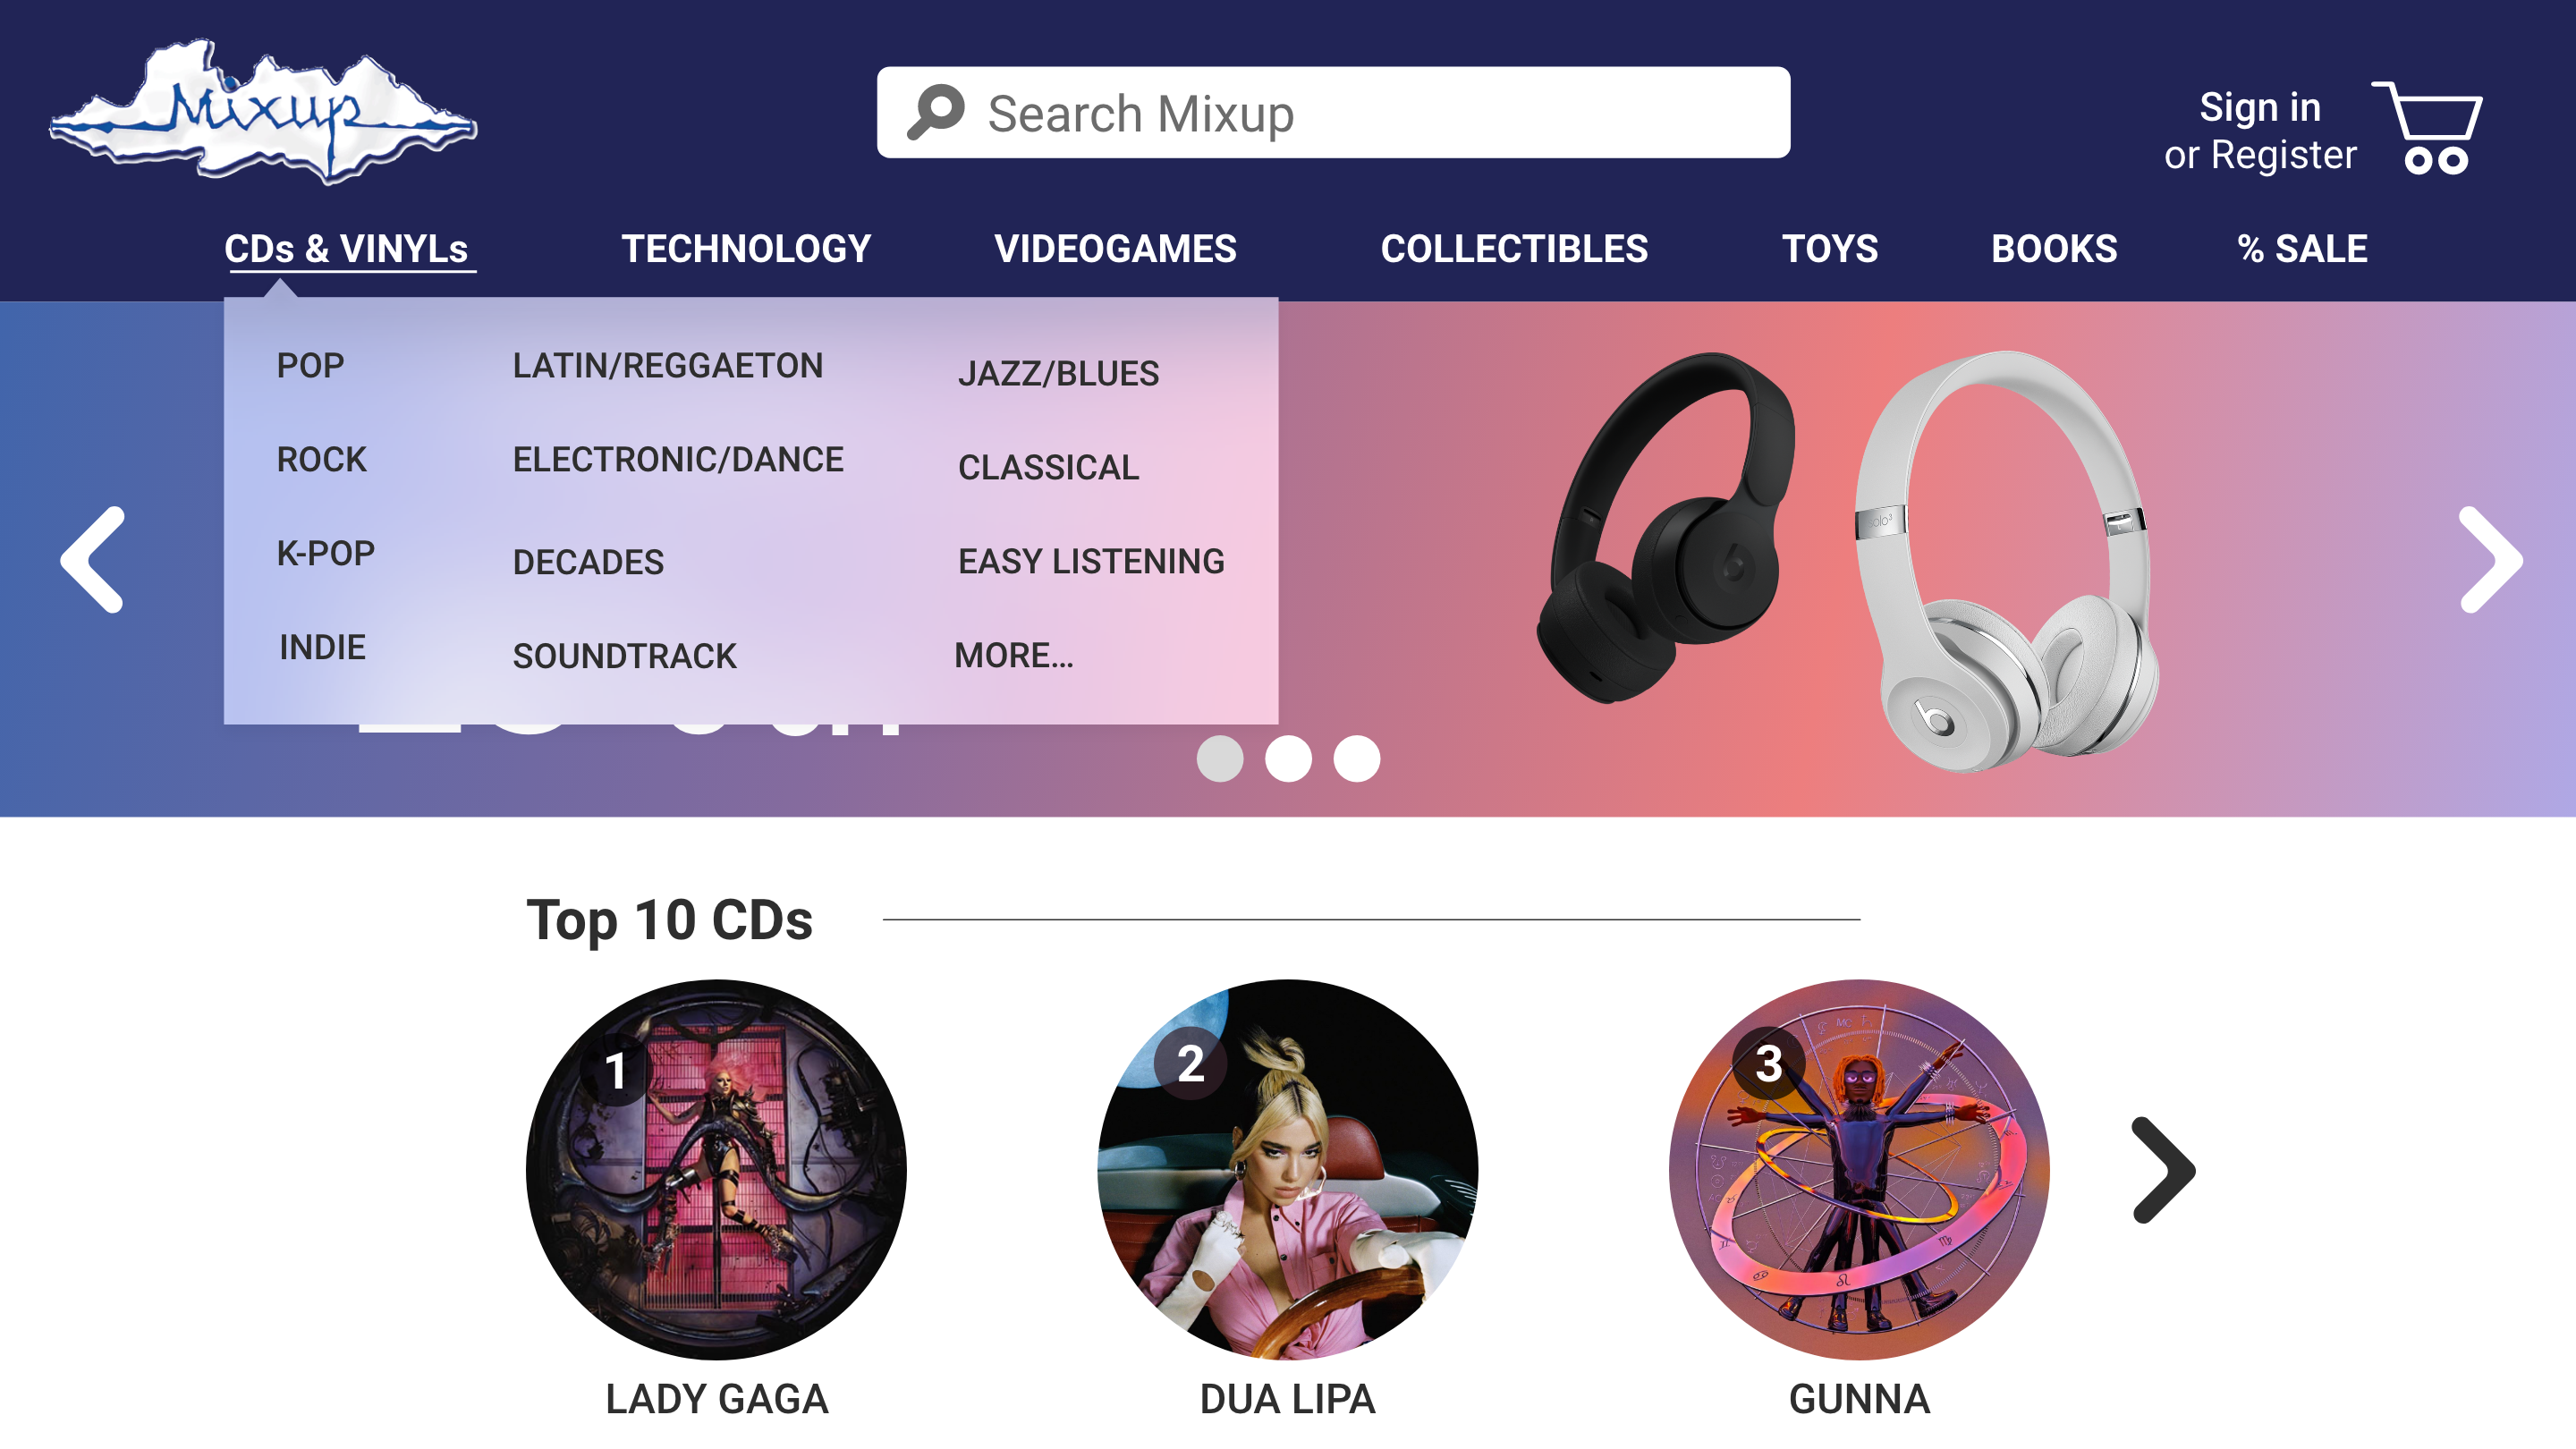 Mixup
Search Mixup
Sign in
or Register
CDs & VINYLs
TECHNOLOGY
VIDEOGAMES
COLLECTIBLES
TOYS
BOOKS
% SALE
POP
LATIN/REGGAETON
JAZZ/BLUES
ROCK
ELECTRONIC/DANCE
CLASSICAL
K-POP
DECADES
EASY LISTENING
INDIE
SOUNDTRACK
MORE...
solo³
Top 10 CDs
1
2
3
LADY GAGA
DUA LIPA
GUNNA